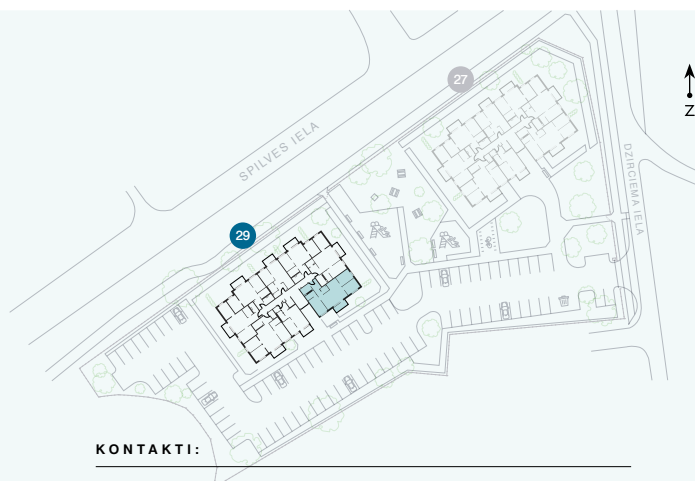 27
Z
SPILVES IELA
DZIRCIEMA IELA
29
KONTAKTI: